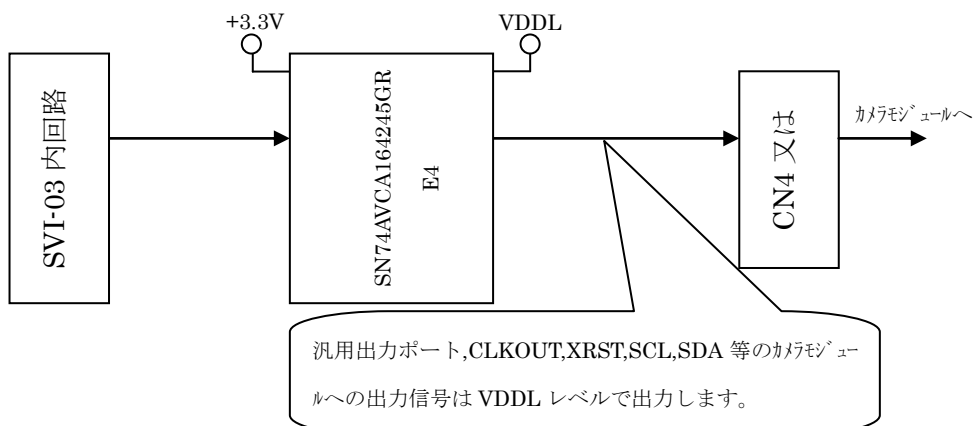 +3.3V
VDDL
SVI-03 内回路
SN74AVCA164245GR
E4
CN4 又は
カメラモジュールへ
汎用出力ポート,CLKOUT,XRST,SCL,SDA 等のカメラモジュー
ルへの出力信号は VDDL レベルで出力します。